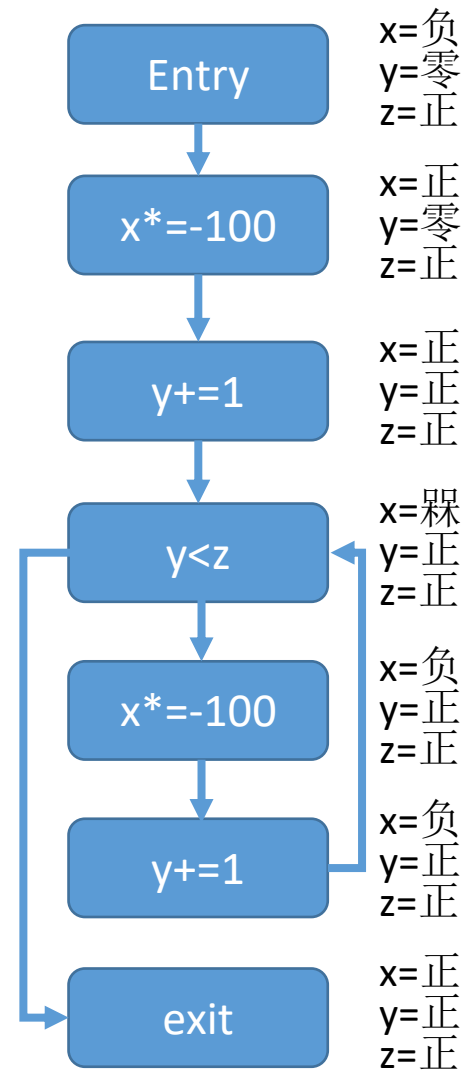 Entry
x=负
y=零
z=正
x*=-100
x=正
y=零
z=正
y+=1
x=正
y=正
z=正
y<z
x=槑
y=正
z=正
x*=-100
x=负
y=正
z=正
y+=1
x=负
y=正
z=正
exit
x=正
y=正
z=正